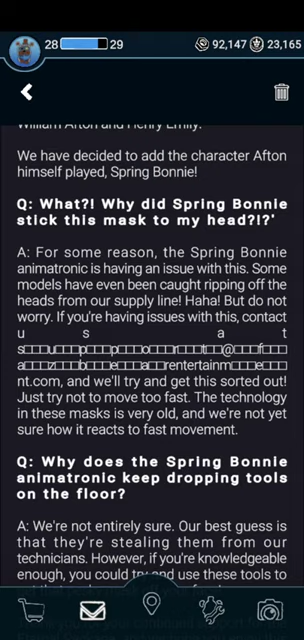 28 29 92,147 23,165
William Afton and Henry Emily.
We have decided to add the character Afton
himself played, Spring Bonnie!
Q: What?! Why did Spring Bonnie
stick this mask to my head?!?'
A: For some reason, the Spring Bonnie
animatronic is having an issue with this. Some
models have even been caught ripping off the
heads from our supply line! Haha! But do not
worry. If you're having issues with this, contact
u s a t
s□□□u□□□p□□□p□□□o□□□r□□□t□□□@□□□f□□□
a□□□z□□□b□□□e□□□a□□□rentertainm□□□e□□□
nt.com, and we'll try and get this sorted out!
Just try not to move too fast. The technology
in these masks is very old, and we're not yet
sure how it reacts to fast movement.
Q: Why does the Spring Bonnie
animatronic keep dropping tools
on the floor?
A: We're not entirely sure. Our best guess is
that they're stealing them from our
technicians. However, if you're knowledgeable
enough, you could try and use these tools to